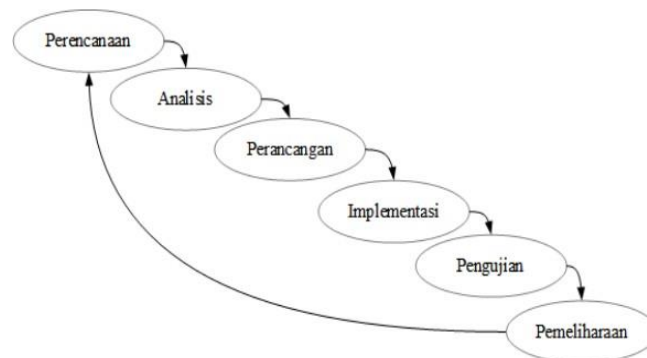 Perencanaan
Analisis
Perancangan
Implementasi
Pengujian
Pemeliharaan